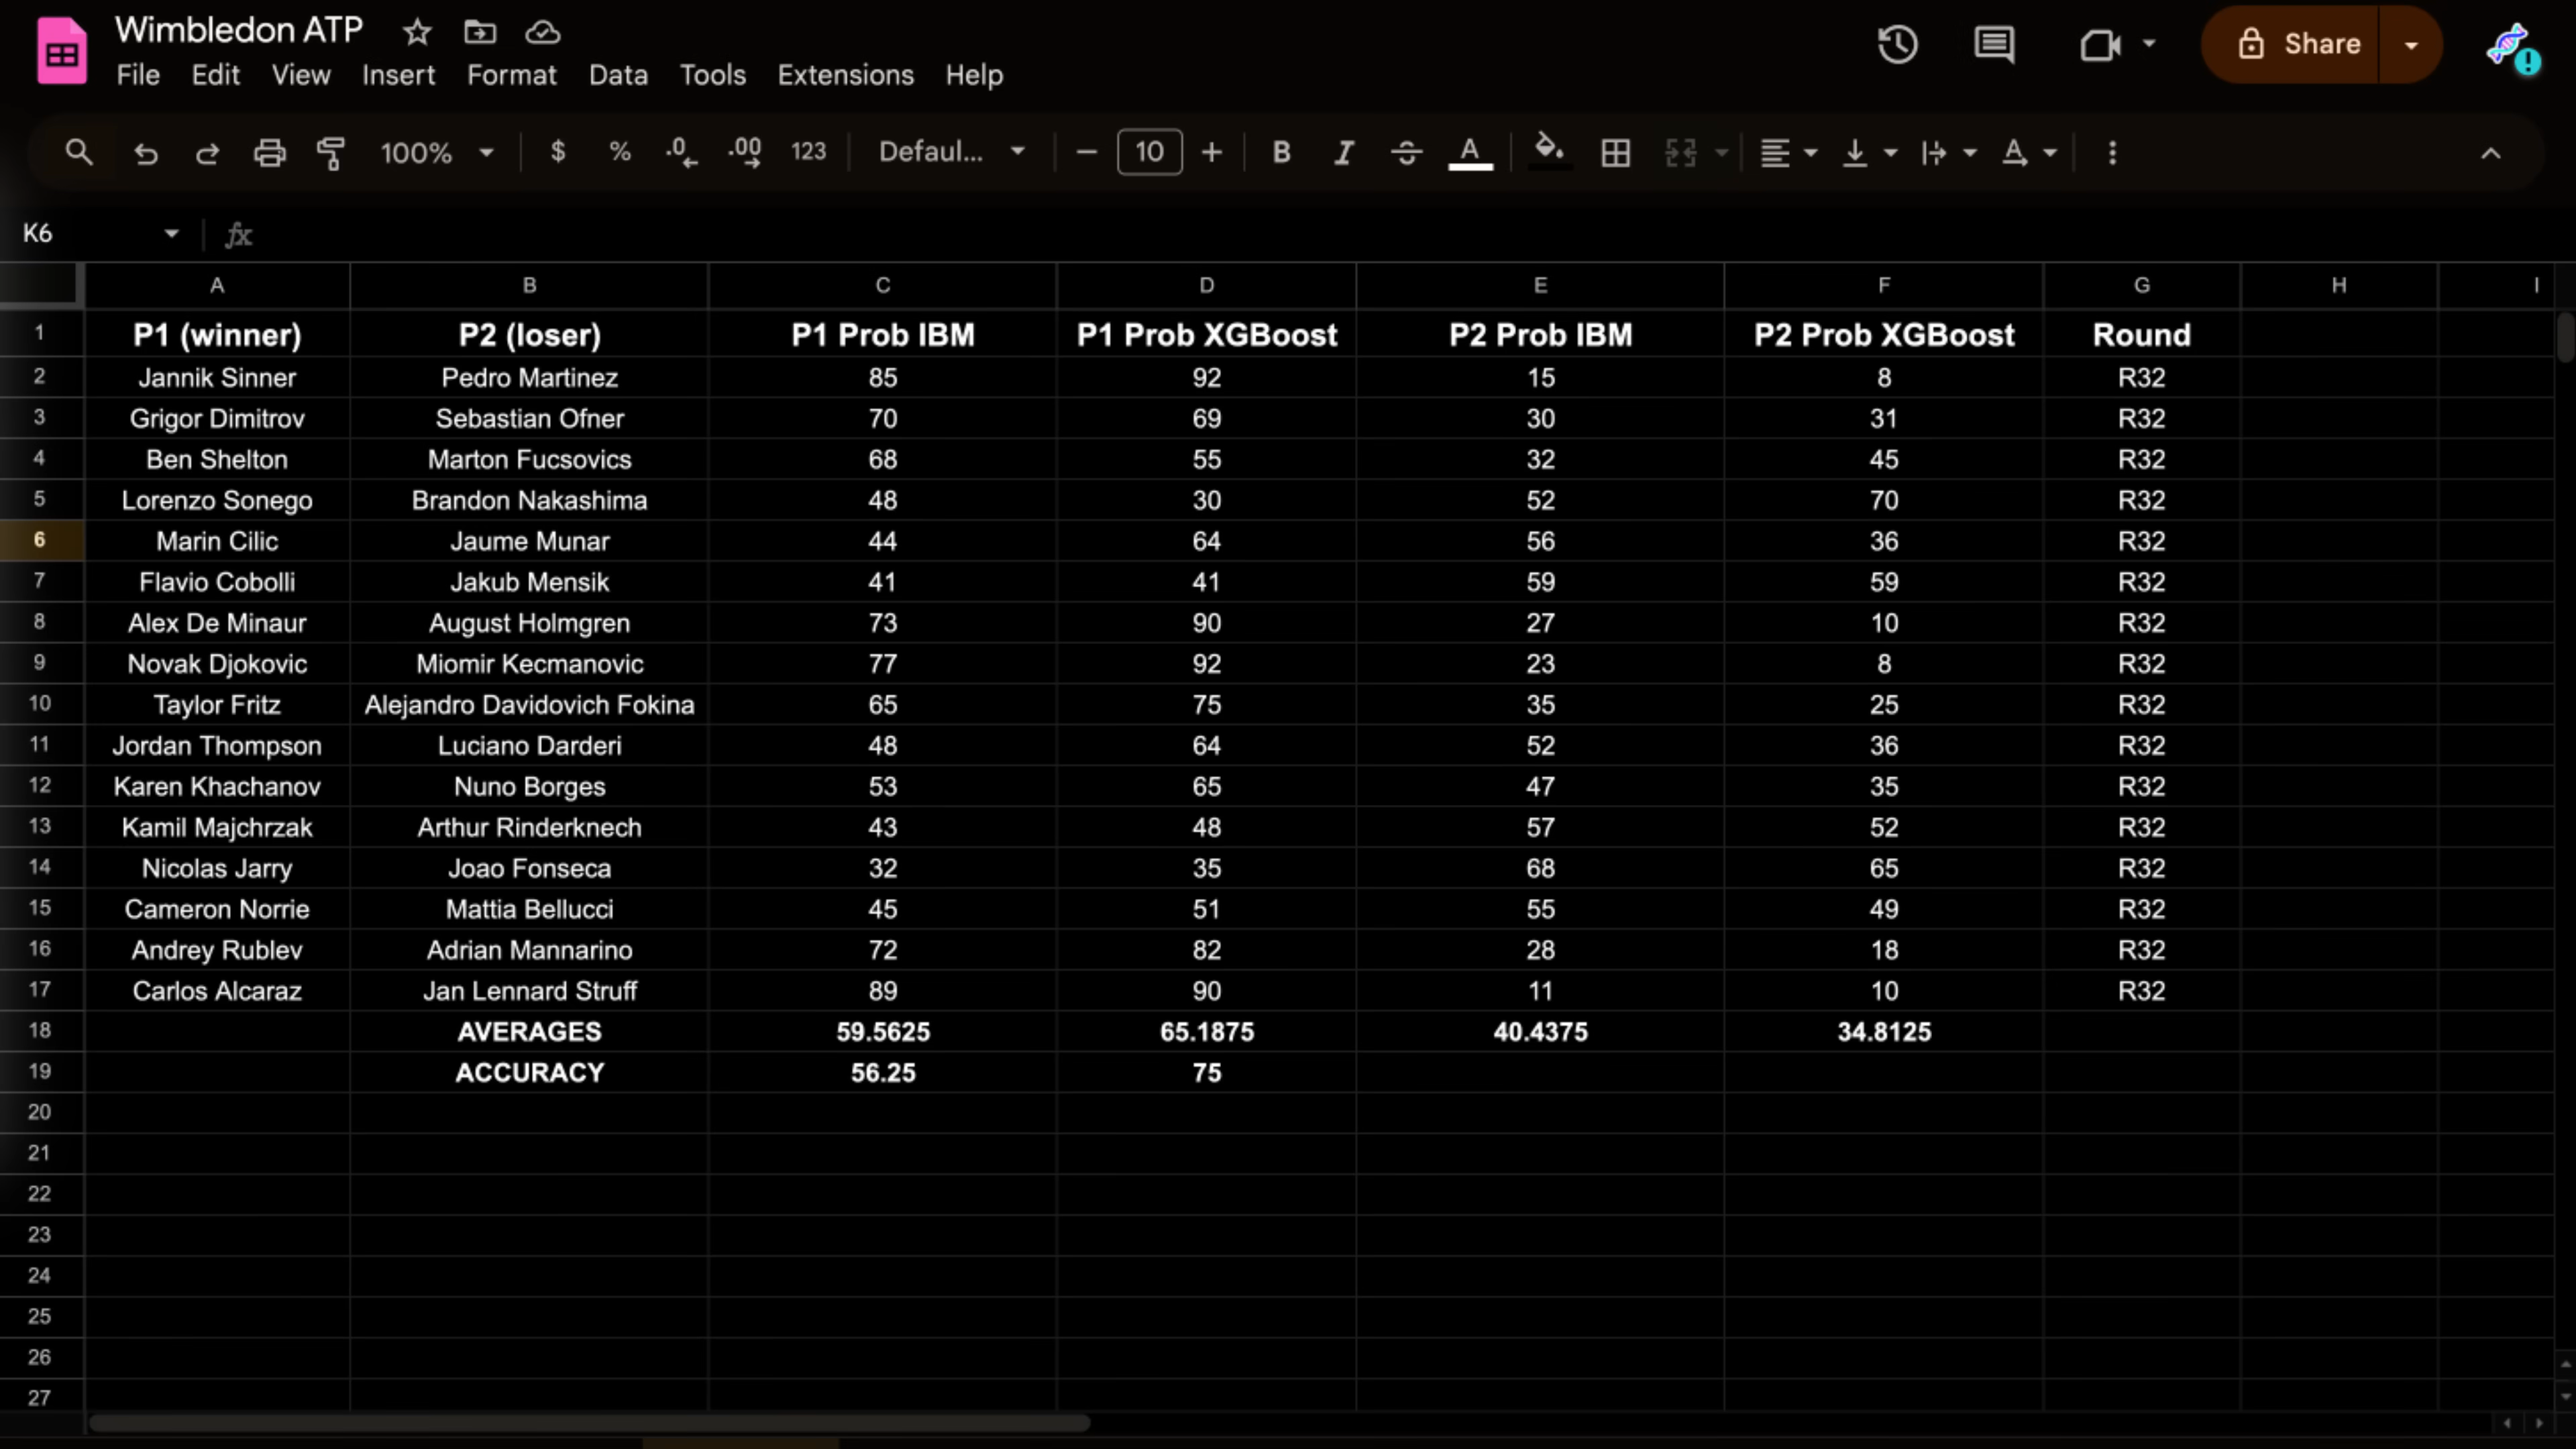 Wimbledon ATP
File Edit View Insert Format Data Tools Extensions Help
Share
100% $ % .0 .00 123 Defaul... 10 B I A A
K6 fx
A B C D E F G H I
1 P1 (winner) P2 (loser) P1 Prob IBM P1 Prob XGBoost P2 Prob IBM P2 Prob XGBoost Round
2 Jannik Sinner Pedro Martinez 85 92 15 8 R32
3 Grigor Dimitrov Sebastian Ofner 70 69 30 31 R32
4 Ben Shelton Marton Fucsovics 68 55 32 45 R32
5 Lorenzo Sonego Brandon Nakashima 48 30 52 70 R32
6 Marin Cilic Jaume Munar 44 64 56 36 R32
7 Flavio Cobolli Jakub Mensik 41 41 59 59 R32
8 Alex De Minaur August Holmgren 73 90 27 10 R32
9 Novak Djokovic Miomir Kecmanovic 77 92 23 8 R32
10 Taylor Fritz Alejandro Davidovich Fokina 65 75 35 25 R32
11 Jordan Thompson Luciano Darderi 48 64 52 36 R32
12 Karen Khachanov Nuno Borges 53 65 47 35 R32
13 Kamil Majchrzak Arthur Rinderknech 43 48 57 52 R32
14 Nicolas Jarry Joao Fonseca 32 35 68 65 R32
15 Cameron Norrie Mattia Bellucci 45 51 55 49 R32
16 Andrey Rublev Adrian Mannarino 72 82 28 18 R32
17 Carlos Alcaraz Jan Lennard Struff 89 90 11 10 R32
18 AVERAGES 59.5625 65.1875 40.4375 34.8125
19 ACCURACY 56.25 75
20
21
22
23
24
25
26
27